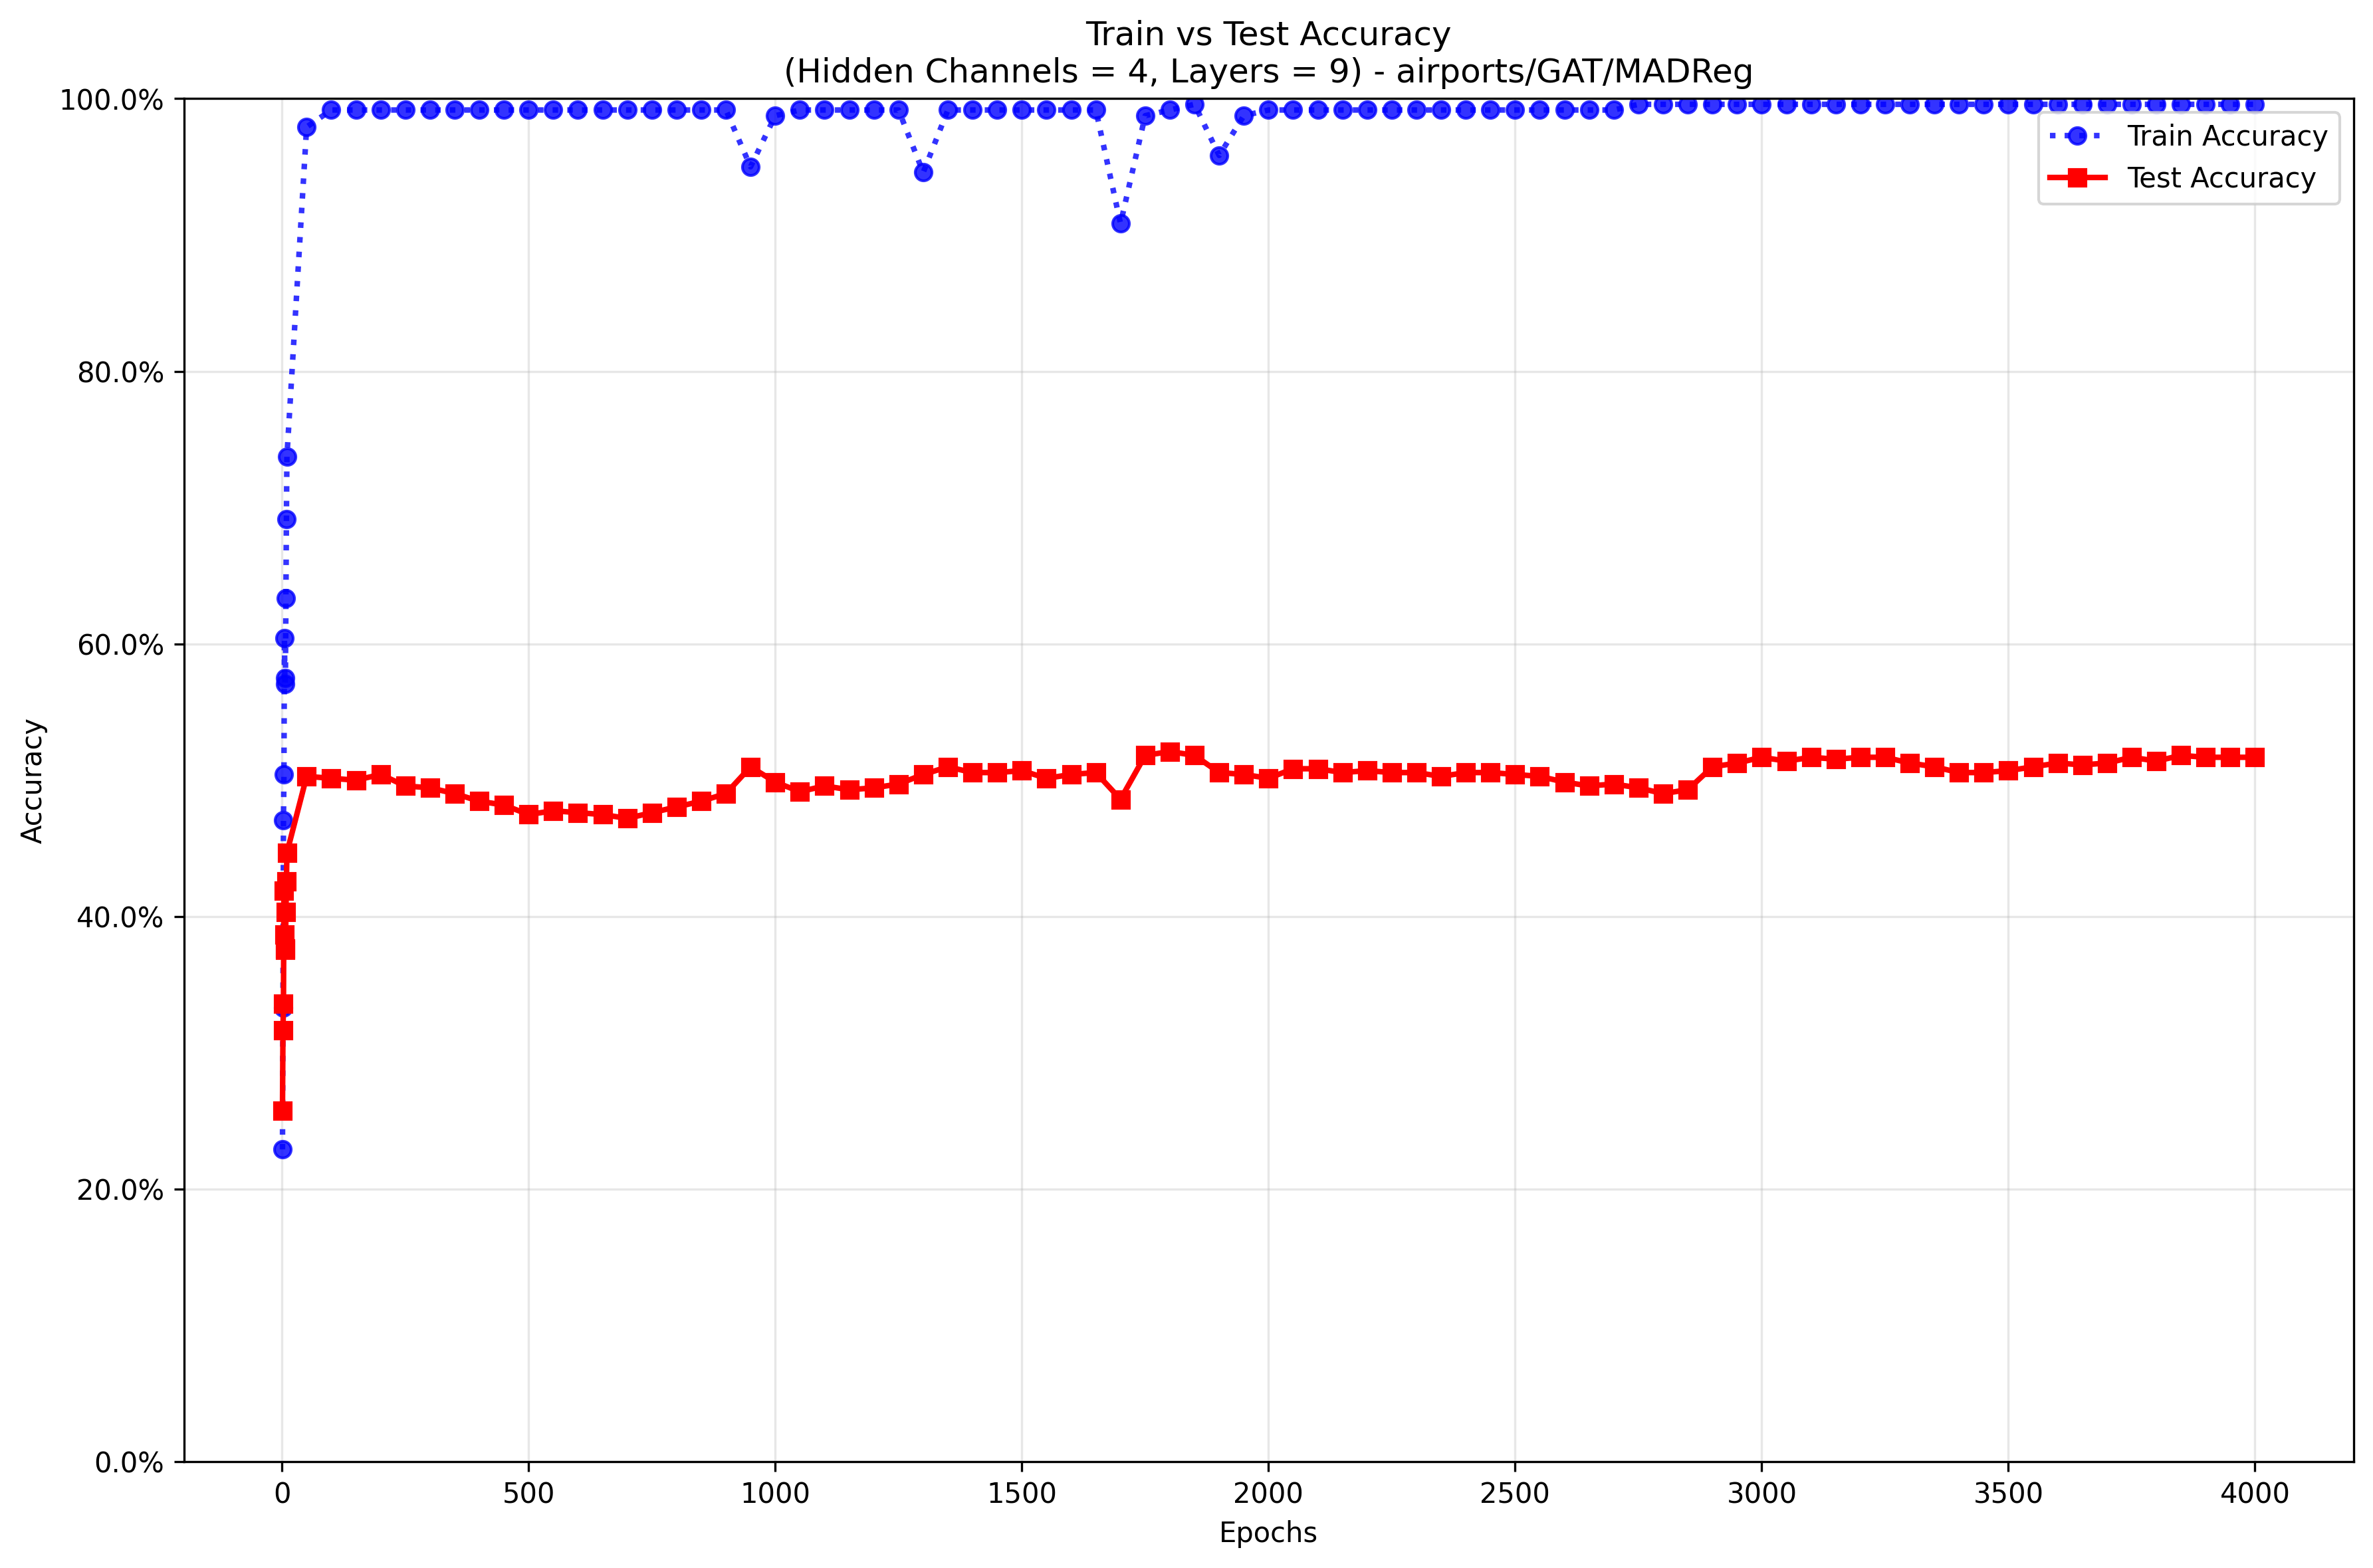 Train vs Test Accuracy
(Hidden Channels = 4, Layers = 9) - airports/GAT/MADReg
100.0%
80.0%
60.0%
40.0%
20.0%
0.0%
Accuracy
Train Accuracy
Test Accuracy
0 500 1000 1500 2000 2500 3000 3500 4000
Epochs